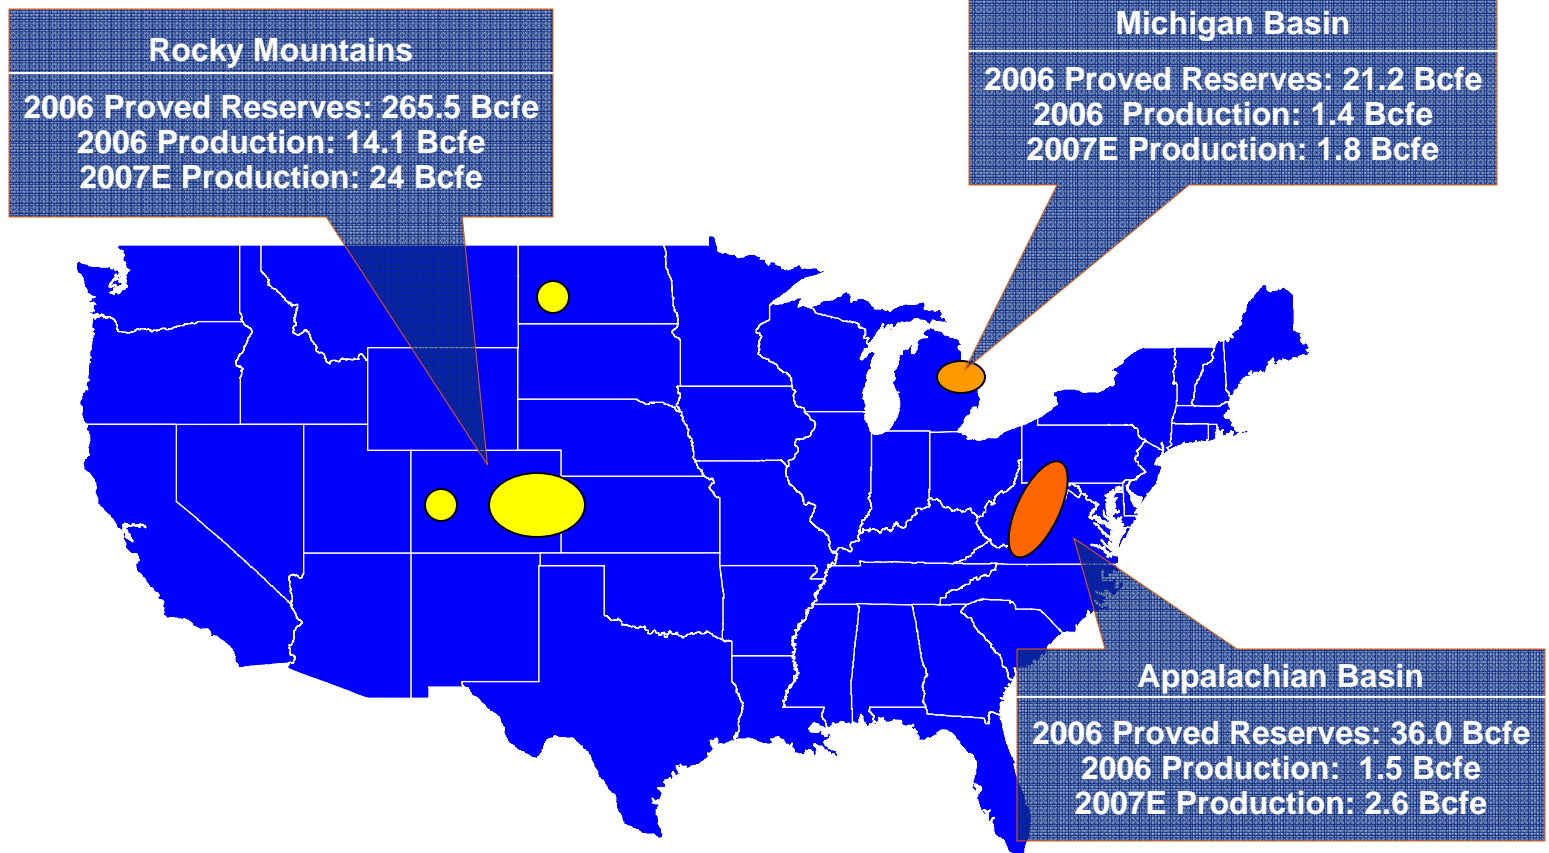 Rocky Mountains
2006 Proved Reserves: 265.5 Bcfe
2006 Production: 14.1 Bcfe
2007E Production: 24 Bcfe
Michigan Basin
2006 Proved Reserves: 21.2 Bcfe
2006 Production: 1.4 Bcfe
2007E Production: 1.8 Bcfe
Appalachian Basin
2006 Proved Reserves: 36.0 Bcfe
2006 Production: 1.5 Bcfe
2007E Production: 2.6 Bcfe